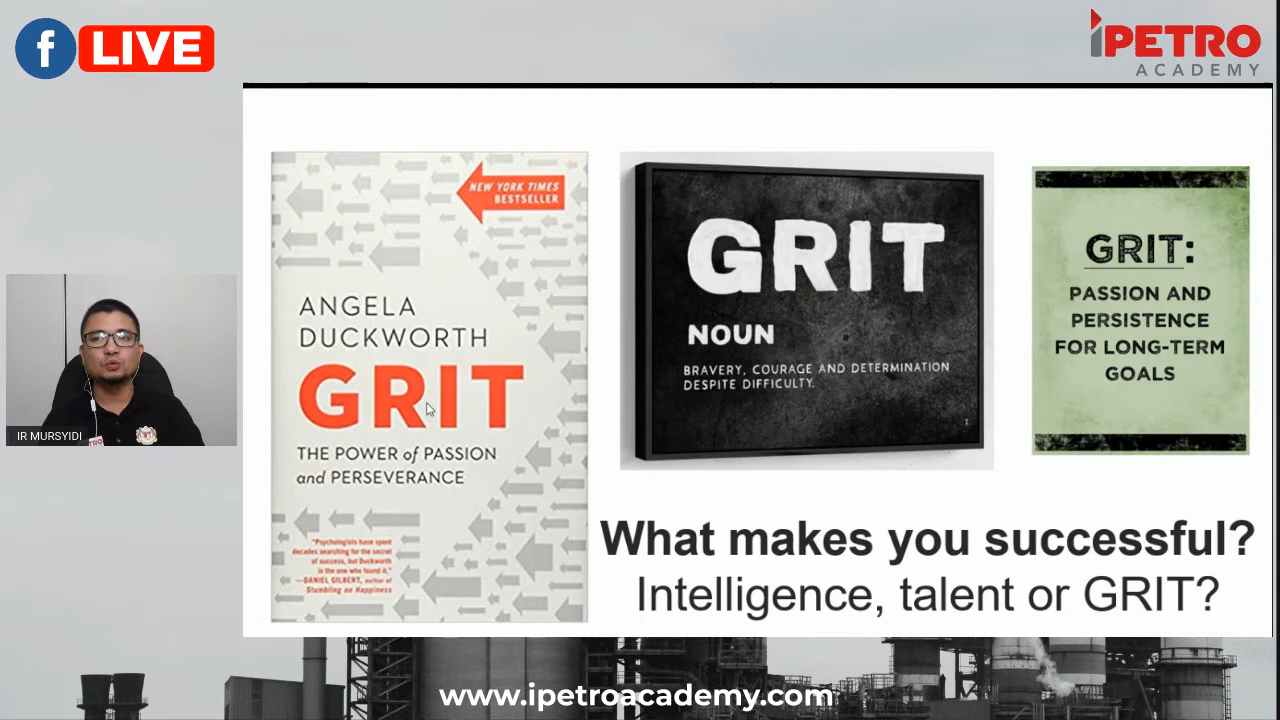 f LIVE
iPETRO
ACADEMY
NEW YORK TIMES
BESTSELLER
ANGELA
DUCKWORTH
GRIT
THE POWER of PASSION
and PERSEVERANCE
"Psychologists have spent
decades searching for the secret
of success, but Duckworth
is the one who found it."
—DANIEL GILBERT, author of
Stumbling on Happiness
GRIT
NOUN
BRAVERY, COURAGE AND DETERMINATION
DESPITE DIFFICULTY.
GRIT:
PASSION AND
PERSISTENCE
FOR LONG-TERM
GOALS
What makes you successful?
Intelligence, talent or GRIT?
IR MURSYIDI
www.ipetroacademy.com